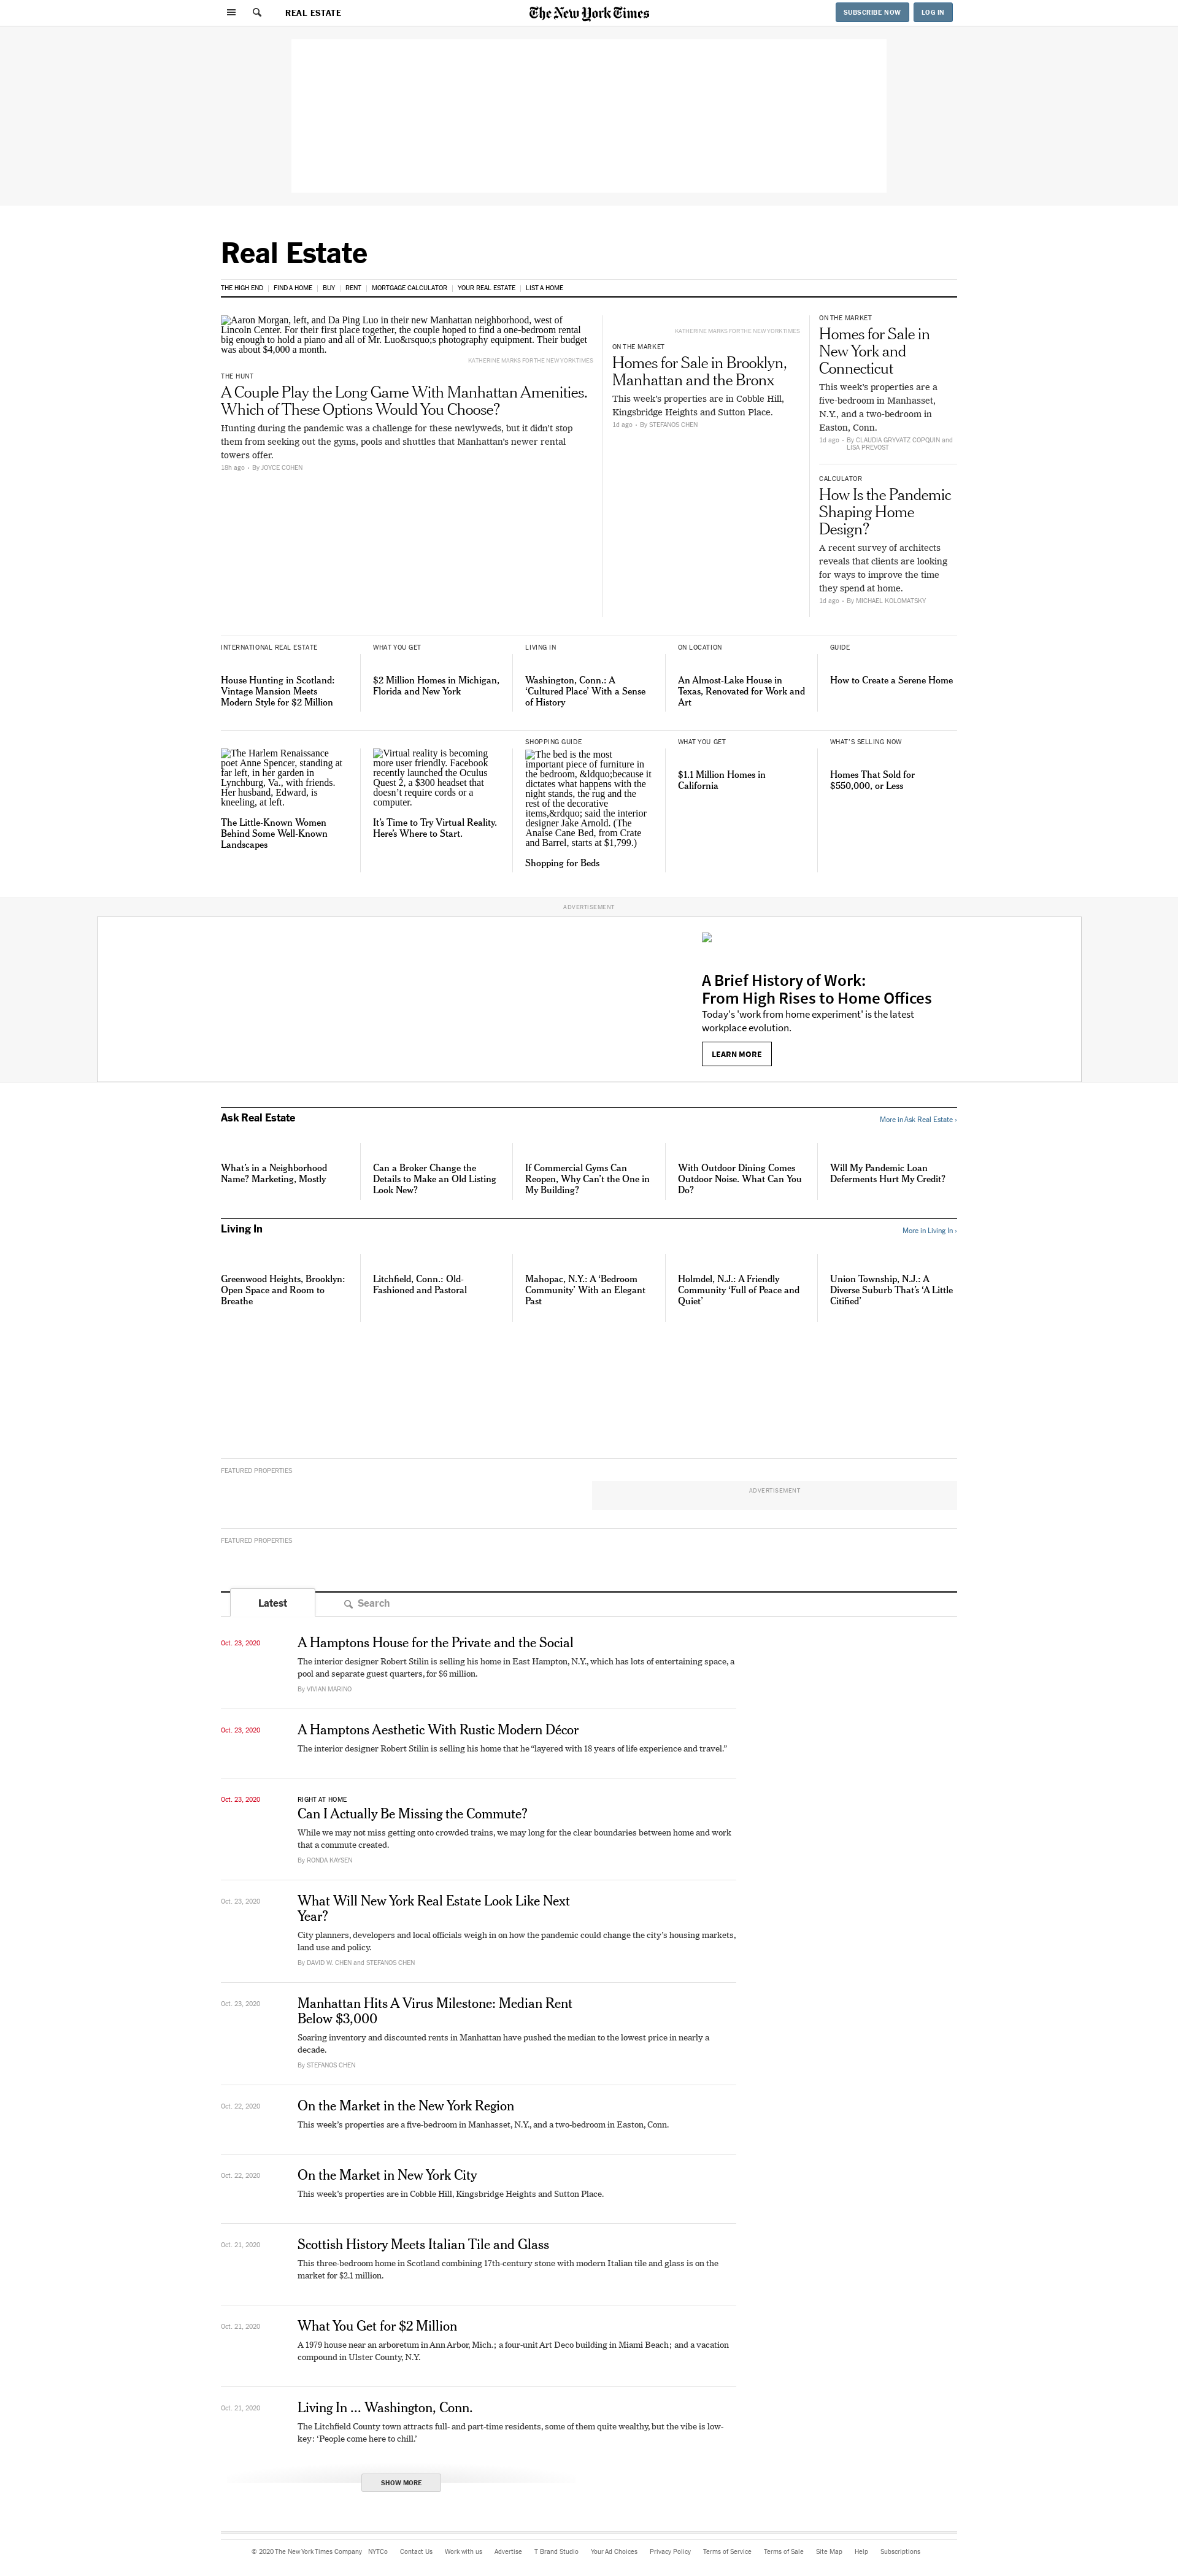 REAL ESTATE
The New York Times
SUBSCRIBE NOW
LOG IN
Real Estate
THE HIGH END
FIND A HOME
BUY
RENT
MORTGAGE CALCULATOR
YOUR REAL ESTATE
LIST A HOME
Aaron Morgan, left, and Da Ping Luo in their new Manhattan neighborhood, west of
Lincoln Center. For their first place together, the couple hoped to find a one-bedroom rental
big enough to hold a piano and all of Mr. Luo&rsquo;s photography equipment. Their budget
was about $4,000 a month.
KATHERINE MARKS FOR THE NEW YORK TIMES
THE HUNT
A Couple Play the Long Game With Manhattan Amenities.
Which of These Options Would You Choose?
Hunting during the pandemic was a challenge for these newlyweds, but it didn't stop
them from seeking out the gyms, pools and shuttles that Manhattan's newer rental
towers offer.
18h ago • By JOYCE COHEN
KATHERINE MARKS FOR THE NEW YORK TIMES
ON THE MARKET
Homes for Sale in Brooklyn,
Manhattan and the Bronx
This week's properties are in Cobble Hill,
Kingsbridge Heights and Sutton Place.
1d ago • By STEFANOS CHEN
ON THE MARKET
Homes for Sale in
New York and
Connecticut
This week's properties are a
five-bedroom in Manhasset,
N.Y., and a two-bedroom in
Easton, Conn.
1d ago • By CLAUDIA GRYVATZ COPQUIN and
LISA PREVOST
CALCULATOR
How Is the Pandemic
Shaping Home
Design?
A recent survey of architects
reveals that clients are looking
for ways to improve the time
they spend at home.
1d ago • By MICHAEL KOLOMATSKY
INTERNATIONAL REAL ESTATE
House Hunting in Scotland:
Vintage Mansion Meets
Modern Style for $2 Million
WHAT YOU GET
$2 Million Homes in Michigan,
Florida and New York
LIVING IN
Washington, Conn.: A
‘Cultured Place’ With a Sense
of History
ON LOCATION
An Almost-Lake House in
Texas, Renovated for Work and
Art
GUIDE
How to Create a Serene Home
The Harlem Renaissance
poet Anne Spencer, standing at
far left, in her garden in
Lynchburg, Va., with friends.
Her husband, Edward, is
kneeling, at left.
The Little-Known Women
Behind Some Well-Known
Landscapes
Virtual reality is becoming
more user friendly. Facebook
recently launched the Oculus
Quest 2, a $300 headset that
doesn’t require cords or a
computer.
It’s Time to Try Virtual Reality.
Here’s Where to Start.
SHOPPING GUIDE
The bed is the most
important piece of furniture in
the bedroom, &ldquo;because it
dictates what happens with the
night stands, the rug and the
rest of the decorative
items,&rdquo; said the interior
designer Jake Arnold. (The
Anaise Cane Bed, from Crate
and Barrel, starts at $1,799.)
Shopping for Beds
WHAT YOU GET
$1.1 Million Homes in
California
WHAT'S SELLING NOW
Homes That Sold for
$550,000, or Less
ADVERTISEMENT
A Brief History of Work:
From High Rises to Home Offices
Today's 'work from home experiment' is the latest
workplace evolution.
LEARN MORE
Ask Real Estate
More in Ask Real Estate ›
What’s in a Neighborhood
Name? Marketing, Mostly
Can a Broker Change the
Details to Make an Old Listing
Look New?
If Commercial Gyms Can
Reopen, Why Can’t the One in
My Building?
With Outdoor Dining Comes
Outdoor Noise. What Can You
Do?
Will My Pandemic Loan
Deferments Hurt My Credit?
Living In
More in Living In ›
Greenwood Heights, Brooklyn:
Open Space and Room to
Breathe
Litchfield, Conn.: Old-
Fashioned and Pastoral
Mahopac, N.Y.: A ‘Bedroom
Community’ With an Elegant
Past
Holmdel, N.J.: A Friendly
Community ‘Full of Peace and
Quiet’
Union Township, N.J.: A
Diverse Suburb That’s ‘A Little
Citified’
FEATURED PROPERTIES
ADVERTISEMENT
FEATURED PROPERTIES
Latest
Search
Oct. 23, 2020
A Hamptons House for the Private and the Social
The interior designer Robert Stilin is selling his home in East Hampton, N.Y., which has lots of entertaining space, a
pool and separate guest quarters, for $6 million.
By VIVIAN MARINO
Oct. 23, 2020
A Hamptons Aesthetic With Rustic Modern Décor
The interior designer Robert Stilin is selling his home that he “layered with 18 years of life experience and travel.”
Oct. 23, 2020
RIGHT AT HOME
Can I Actually Be Missing the Commute?
While we may not miss getting onto crowded trains, we may long for the clear boundaries between home and work
that a commute created.
By RONDA KAYSEN
Oct. 23, 2020
What Will New York Real Estate Look Like Next
Year?
City planners, developers and local officials weigh in on how the pandemic could change the city’s housing markets,
land use and policy.
By DAVID W. CHEN and STEFANOS CHEN
Oct. 23, 2020
Manhattan Hits A Virus Milestone: Median Rent
Below $3,000
Soaring inventory and discounted rents in Manhattan have pushed the median to the lowest price in nearly a
decade.
By STEFANOS CHEN
Oct. 22, 2020
On the Market in the New York Region
This week’s properties are a five-bedroom in Manhasset, N.Y., and a two-bedroom in Easton, Conn.
Oct. 22, 2020
On the Market in New York City
This week’s properties are in Cobble Hill, Kingsbridge Heights and Sutton Place.
Oct. 21, 2020
Scottish History Meets Italian Tile and Glass
This three-bedroom home in Scotland combining 17th-century stone with modern Italian tile and glass is on the
market for $2.1 million.
Oct. 21, 2020
What You Get for $2 Million
A 1979 house near an arboretum in Ann Arbor, Mich.; a four-unit Art Deco building in Miami Beach; and a vacation
compound in Ulster County, N.Y.
Oct. 21, 2020
Living In ... Washington, Conn.
The Litchfield County town attracts full- and part-time residents, some of them quite wealthy, but the vibe is low-
key: ‘People come here to chill.’
SHOW MORE
© 2020 The New York Times Company
NYTCo
Contact Us
Work with us
Advertise
T Brand Studio
Your Ad Choices
Privacy Policy
Terms of Service
Terms of Sale
Site Map
Help
Subscriptions